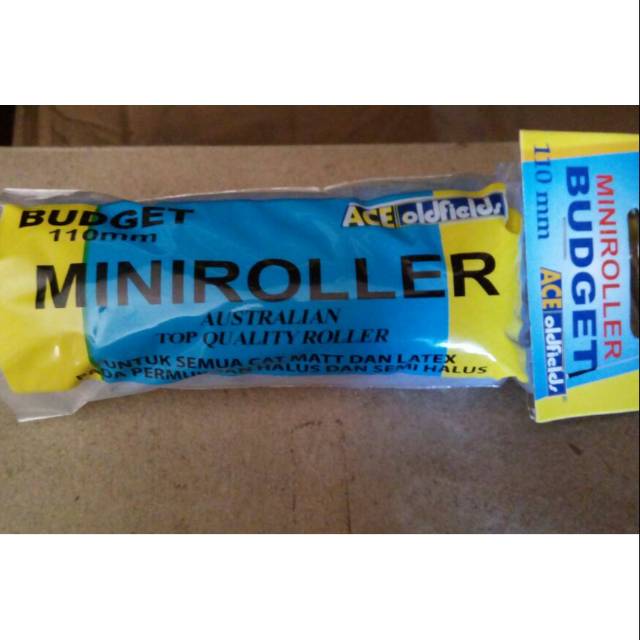 BUDGET
110mm
ACE oldfields
MINIROLLER
AUSTRALIAN
TOP QUALITY ROLLER
UNTUK SEMUA CAT MATT DAN LATEX
PADA PERMUKAAN HALUS DAN SEMI HALUS
MINIROLLER
BUDGET
110 mm
ACE oldfields